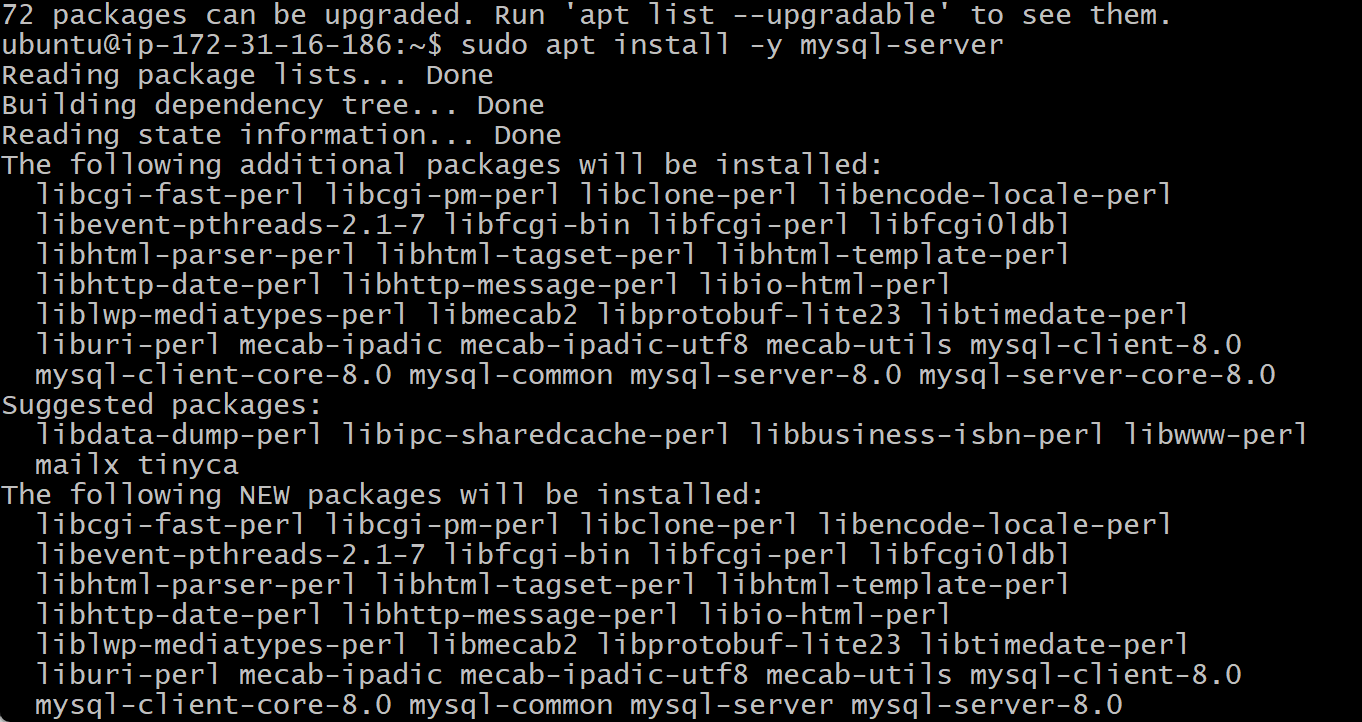 72 packages can be upgraded. Run 'apt list --upgradable' to see them.
ubuntu@ip-172-31-16-186:~$ sudo apt install -y mysql-server
Reading package lists... Done
Building dependency tree... Done
Reading state information... Done
The following additional packages will be installed:
  libcgi-fast-perl libcgi-pm-perl libclone-perl libencode-locale-perl
  libevent-pthreads-2.1-7 libfcgi-bin libfcgi-perl libfcgi0ldbl
  libhtml-parser-perl libhtml-tagset-perl libhtml-template-perl
  libhttp-date-perl libhttp-message-perl libio-html-perl
  liblwp-mediatypes-perl libmecab2 libprotobuf-lite23 libtimedate-perl
  liburi-perl mecab-ipadic mecab-ipadic-utf8 mecab-utils mysql-client-8.0
  mysql-client-core-8.0 mysql-common mysql-server-8.0 mysql-server-core-8.0
Suggested packages:
  libdata-dump-perl libipc-sharedcache-perl libbusiness-isbn-perl libwww-perl
  mailx tinyca
The following NEW packages will be installed:
  libcgi-fast-perl libcgi-pm-perl libclone-perl libencode-locale-perl
  libevent-pthreads-2.1-7 libfcgi-bin libfcgi-perl libfcgi0ldbl
  libhtml-parser-perl libhtml-tagset-perl libhtml-template-perl
  libhttp-date-perl libhttp-message-perl libio-html-perl
  liblwp-mediatypes-perl libmecab2 libprotobuf-lite23 libtimedate-perl
  liburi-perl mecab-ipadic mecab-ipadic-utf8 mecab-utils mysql-client-8.0
  mysql-client-core-8.0 mysql-common mysql-server mysql-server-8.0